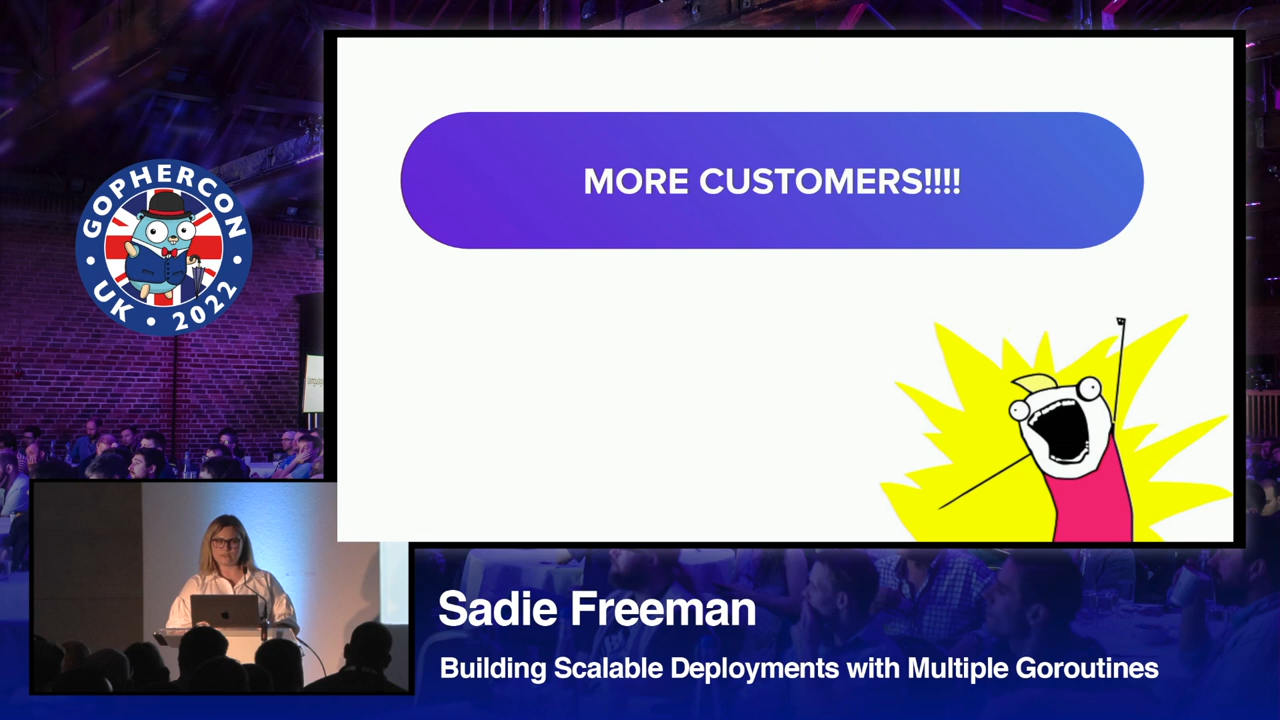 MORE CUSTOMERS!!!!
GOPHERCON
UK • 2022
Sadie Freeman
Building Scalable Deployments with Multiple Goroutines